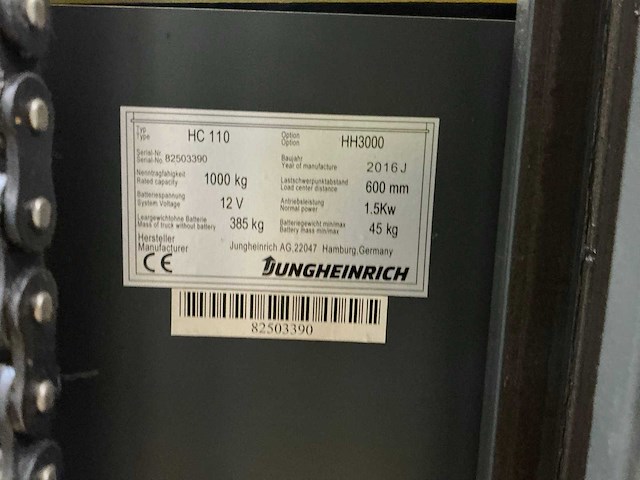 Typ
Type HC 110 Option
Option HH3000
Serial-Nr.
Serial-No. 82503390 Baujahr
Year of manufacture 2016 J
Nenntragfähigkeit
Rated capacity 1000 kg Lastschwerpunktabstand
Load center distance 600 mm
Batteriespannung
System Voltage 12 V Antriebsleistung
Normal power 1.5Kw
Leergewichtohne Batterie
Mass of truck without battery 385 kg Batteriegewicht min/max
Battery mass min/max 45 kg
Hersteller
Manufacturer Jungheinrich AG,22047 Hamburg,Germany
CE JUNGHEINRICH
82503390